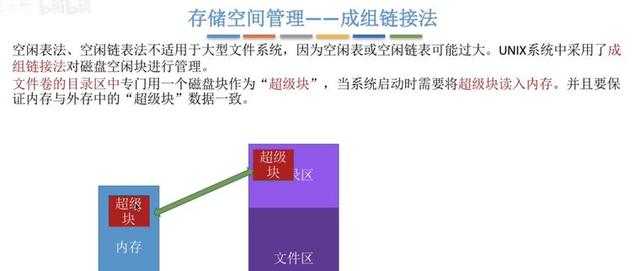 存储空间管理——成组链接法
空闲表法、空闲链表法不适用于大型文件系统，因为空闲表或空闲链表可能过大。UNIX系统中采用了成
组链接法对磁盘空闲块进行管理。
文件卷的目录区中专门用一个磁盘块作为“超级块”，当系统启动时需要将超级块读入内存。并且要保
证内存与外存中的“超级块”数据一致。
超级
块
录区
超级
块
内存
文件区